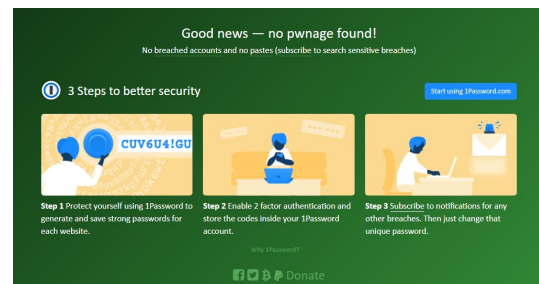 Good news — no pwnage found!
No breached accounts and no pastes (subscribe to search sensitive breaches)
3 Steps to better security
Start using 1Password.com
CUV6U4!GU
Step 1 Protect yourself using 1Password to
generate and save strong passwords for
each website.
Step 2 Enable 2 factor authentication and
store the codes inside your 1Password
account.
Step 3 Subscribe to notifications for any
other breaches. Then just change that
unique password.
Why 1Password?
Donate